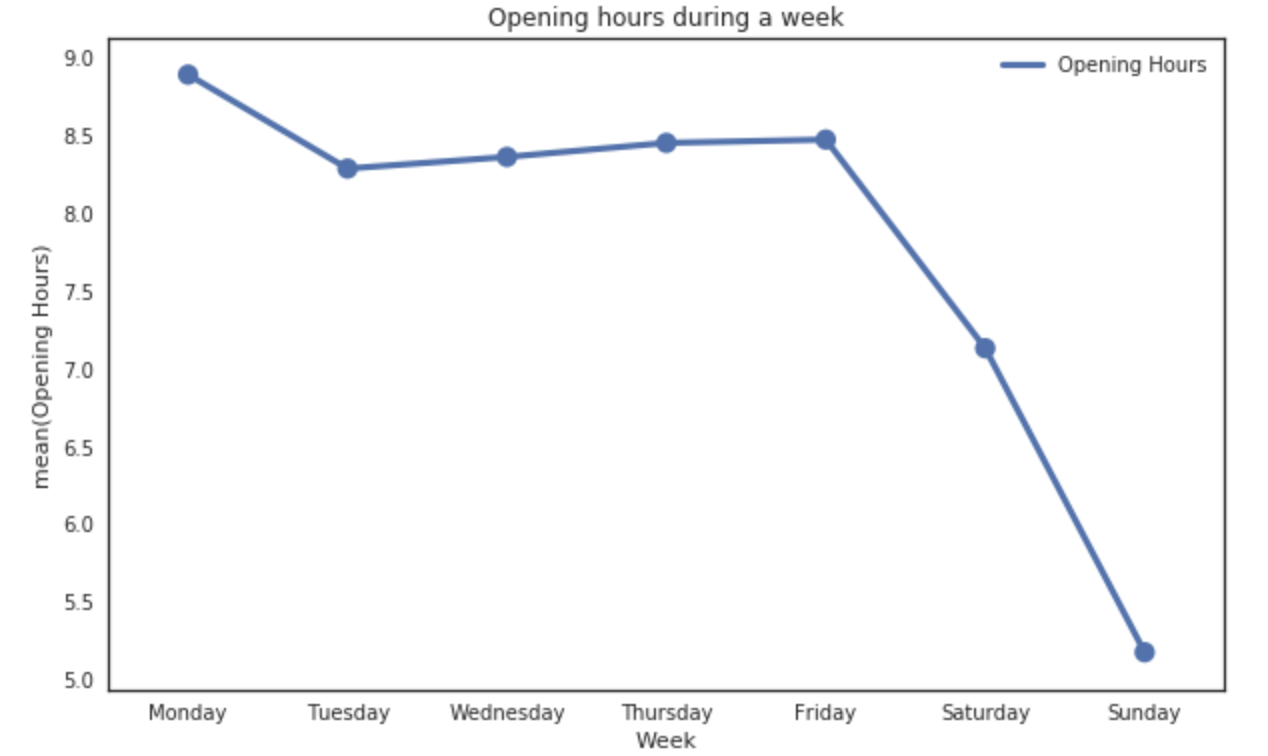 Opening hours during a week
Opening Hours
mean(Opening Hours)
9.0
8.5
8.0
7.5
7.0
6.5
6.0
5.5
5.0
Monday Tuesday Wednesday Thursday Friday Saturday Sunday
Week